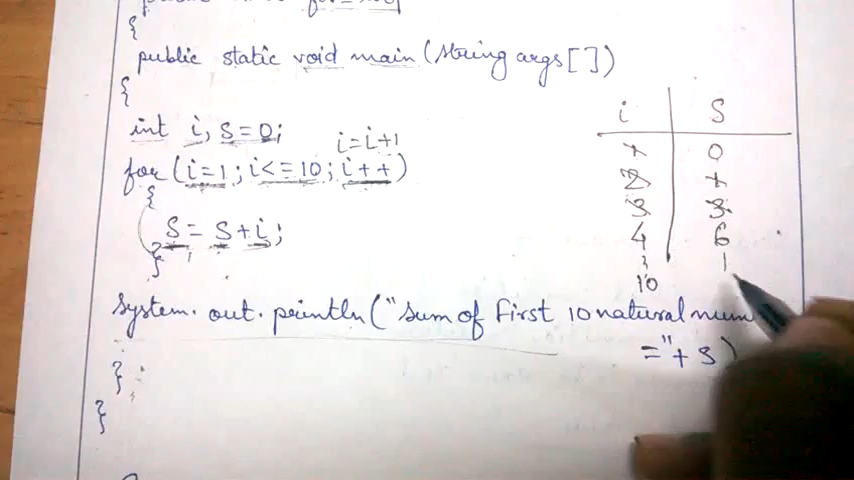 {
public static void main (String args [ ])
{
int i, S = 0;
i = i+1
for (i=1; i<=10; i++)
{
S = S + i;
}
System. out. println ("Sum of First 10 natural num
=" + S)
}
}
i S
1 0
2 1
3 3
4 6
10